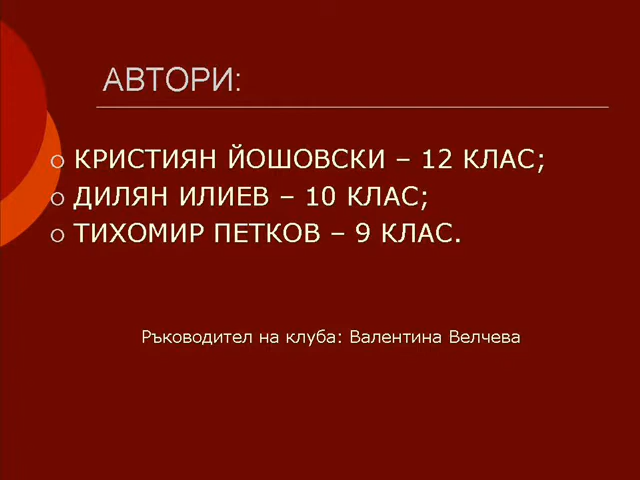 АВТОРИ:
КРИСТИЯН ЙОШОВСКИ – 12 КЛАС;
ДИЛЯН ИЛИЕВ – 10 КЛАС;
ТИХОМИР ПЕТКОВ – 9 КЛАС.
Ръководител на клуба: Валентина Велчева